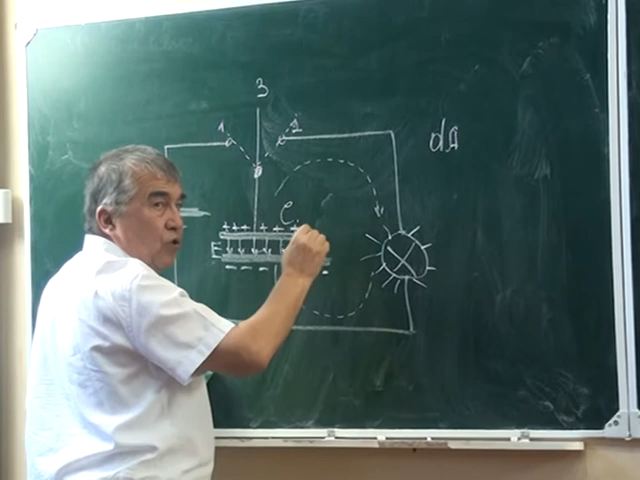 3
1 2
dA
C
+ + + + + +
E
- - - - -